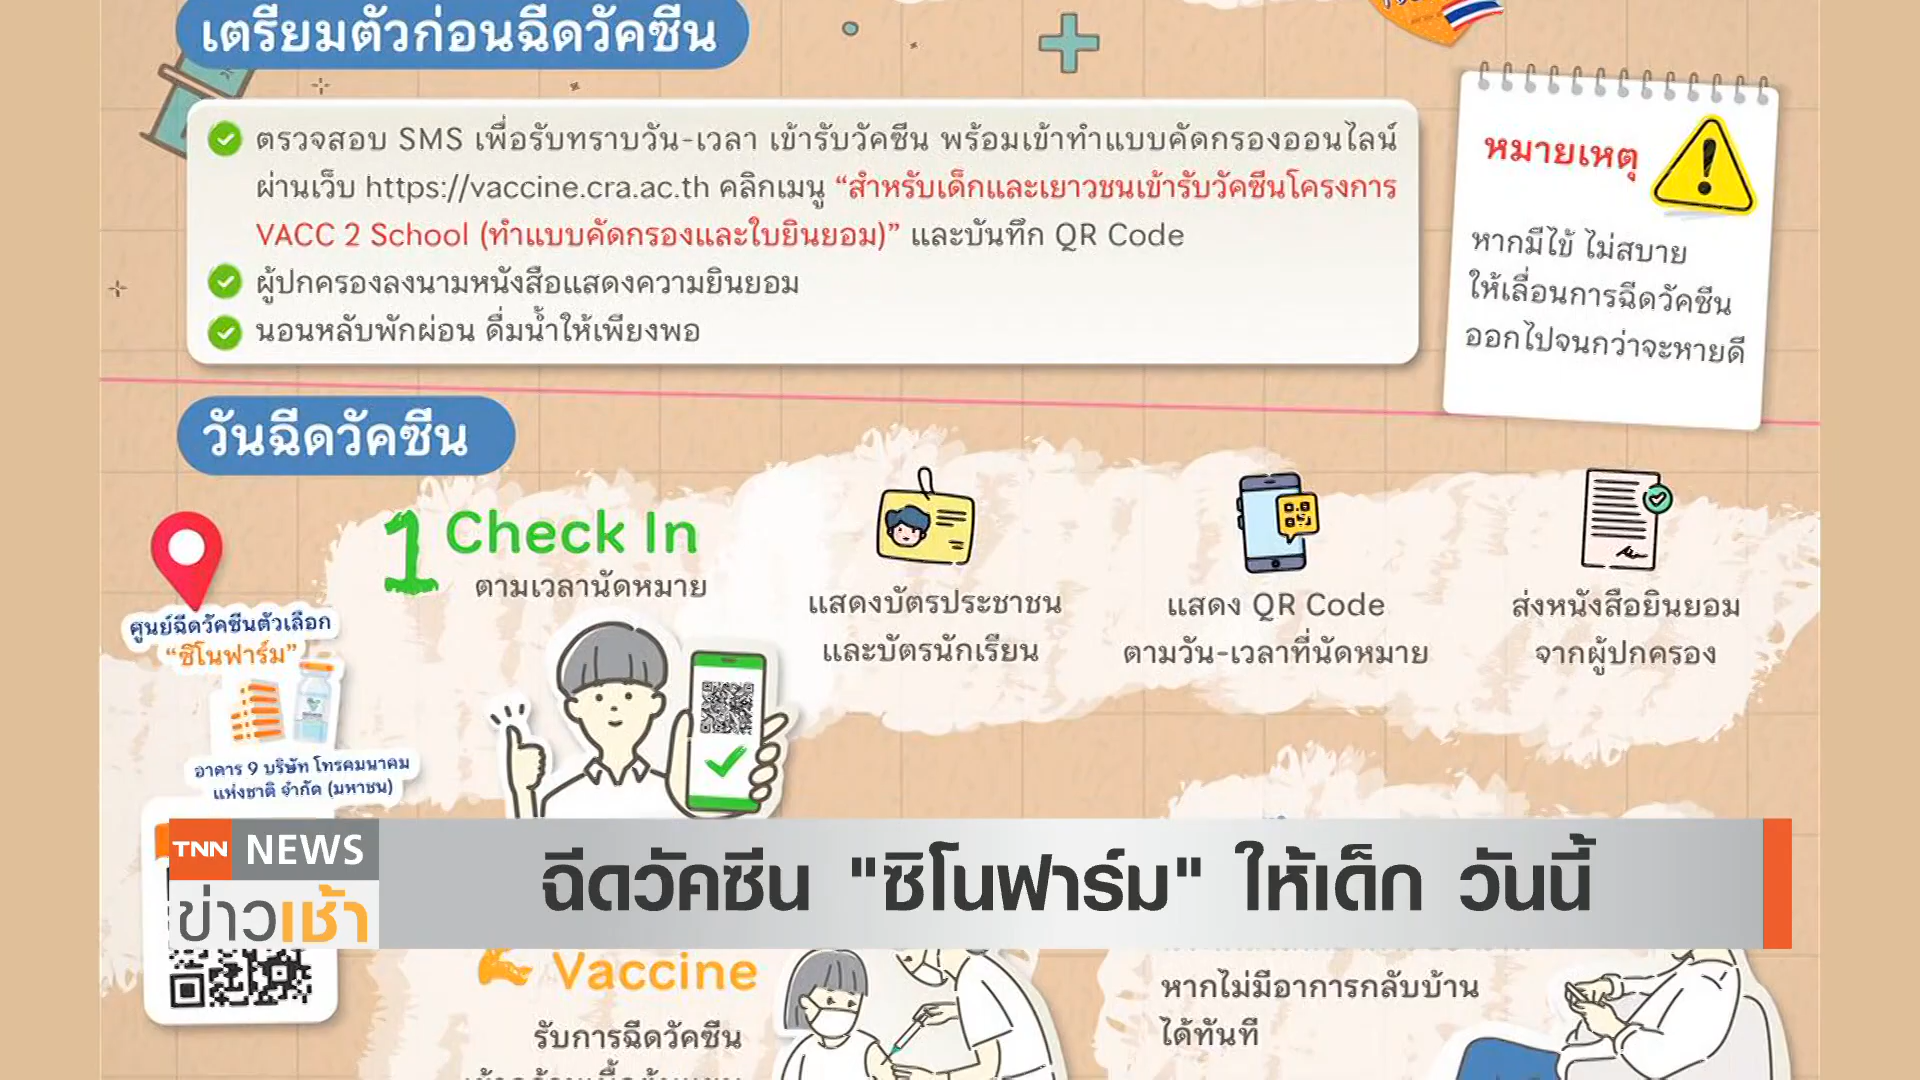 เตรียมตัวก่อนฉีดวัคซีน
ตรวจสอบ SMS เพื่อรับทราบวัน-เวลา เข้ารับวัคซีน พร้อมเข้าทำแบบคัดกรองออนไลน์
ผ่านเว็บ https://vaccine.cra.ac.th คลิกเมนู “สำหรับเด็กและเยาวชนเข้ารับวัคซีนโครงการ
VACC 2 School (ทำแบบคัดกรองและใบยินยอม)” และบันทึก QR Code
ผู้ปกครองลงนามหนังสือแสดงความยินยอม
นอนหลับพักผ่อน ดื่มน้ำให้เพียงพอ
หมายเหตุ
หากมีไข้ ไม่สบาย
ให้เลื่อนการฉีดวัคซีน
ออกไปจนกว่าจะหายดี
วันฉีดวัคซีน
ศูนย์ฉีดวัคซีนตัวเลือก
“ซิโนฟาร์ม”
อาคาร 9 บริษัท โทรคมนาคม
แห่งชาติ จำกัด (มหาชน)
1 Check In
ตามเวลานัดหมาย
แสดงบัตรประชาชน
และบัตรนักเรียน
แสดง QR Code
ตามวัน-เวลาที่นัดหมาย
ส่งหนังสือยินยอม
จากผู้ปกครอง
TNN NEWS
ข่าวเช้า
ฉีดวัคซีน "ซิโนฟาร์ม" ให้เด็ก วันนี้
Vaccine
รับการฉีดวัคซีน
หากไม่มีอาการกลับบ้าน
ได้ทันที